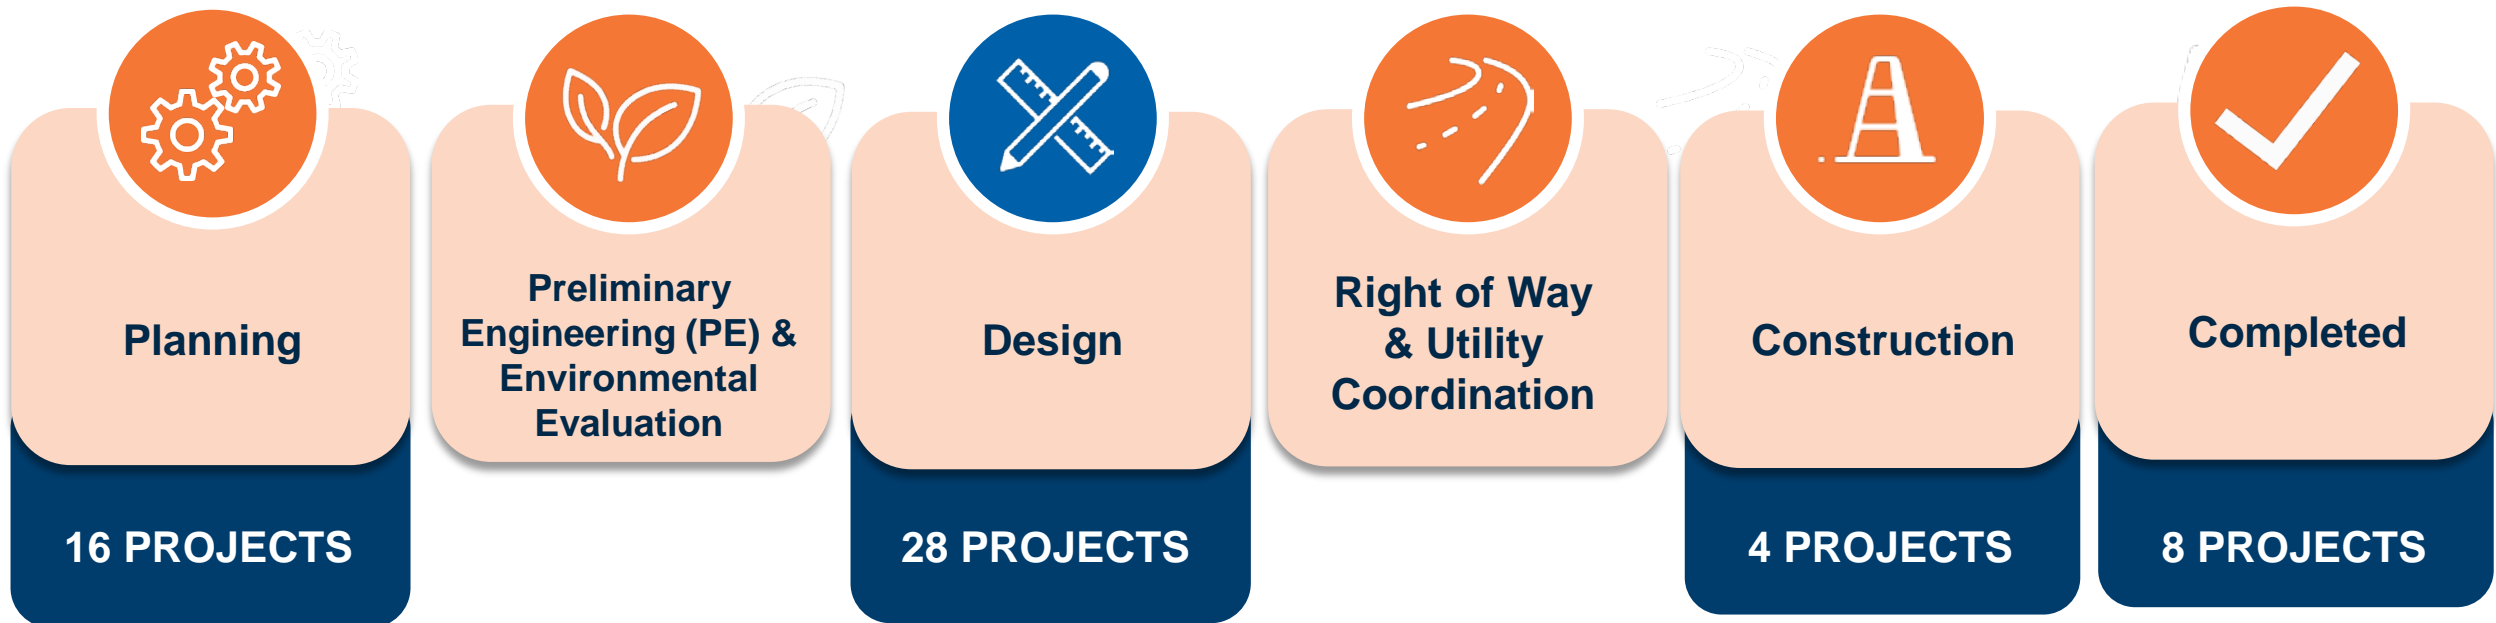 Planning
16 PROJECTS
Preliminary
Engineering (PE) &
Environmental
Evaluation
Design
28 PROJECTS
Right of Way
& Utility
Coordination
Construction
4 PROJECTS
Completed
8 PROJECTS